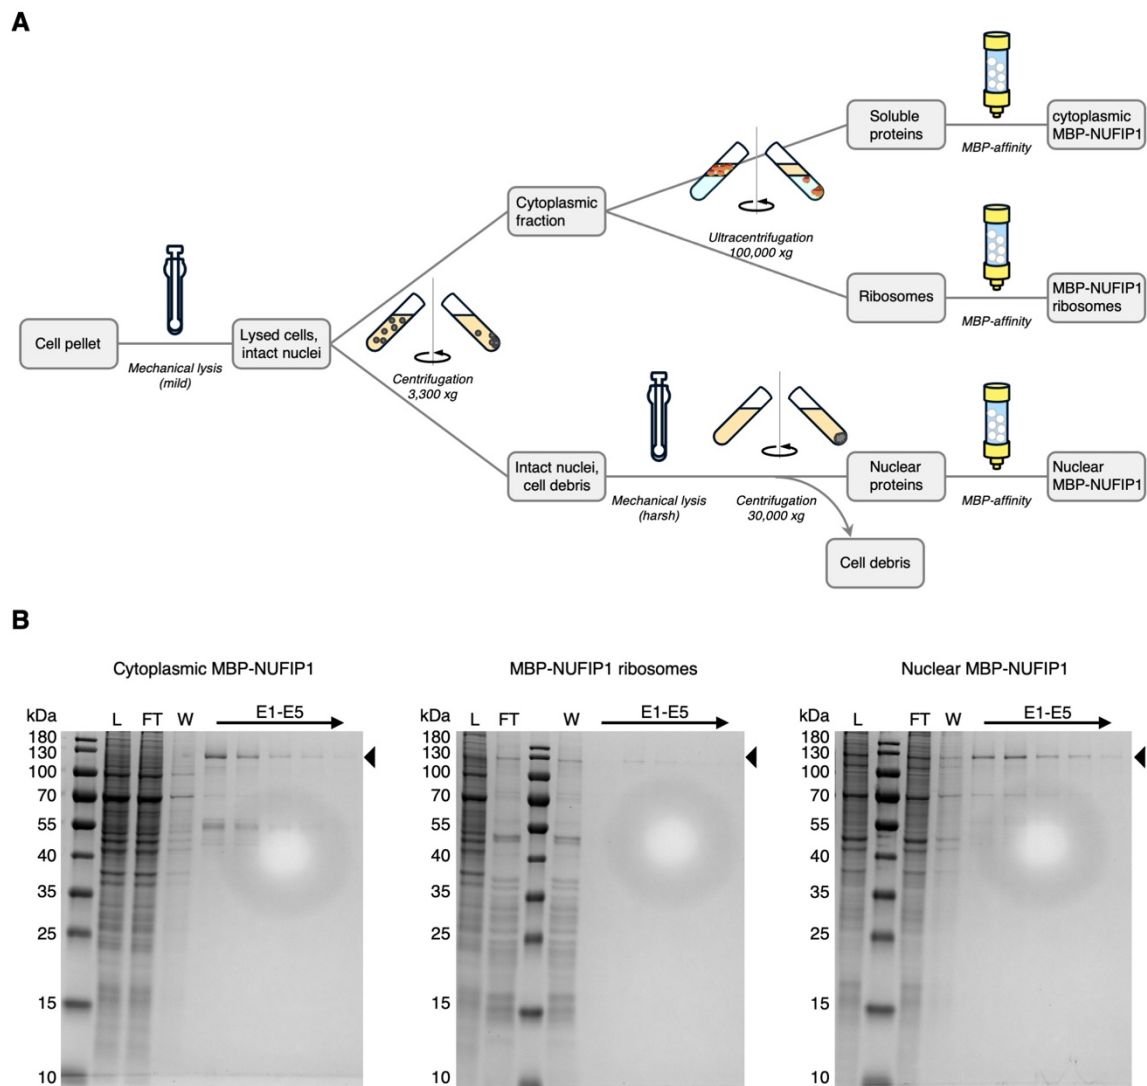 A
Soluble
proteins
MBP-affinity
cytoplasmic
MBP-NUFIP1
Cytoplasmic
fraction
Ultracentrifugation
100,000 xg
Ribosomes
MBP-affinity
MBP-NUFIP1
ribosomes
Cell pellet
Mechanical lysis
(mild)
Lysed cells,
intact nuclei
Centrifugation
3,300 xg
Intact nuclei,
cell debris
Mechanical lysis
(harsh)
Centrifugation
30,000 xg
Nuclear
proteins
MBP-affinity
Nuclear
MBP-NUFIP1
Cell debris
B
Cytoplasmic MBP-NUFIP1
kDa L FT W E1-E5
180
130
100
70
55
40
35
25
15
10
MBP-NUFIP1 ribosomes
kDa L FT W E1-E5
180
130
100
70
55
40
35
25
15
10
Nuclear MBP-NUFIP1
kDa L FT W E1-E5
180
130
100
70
55
40
35
25
15
10